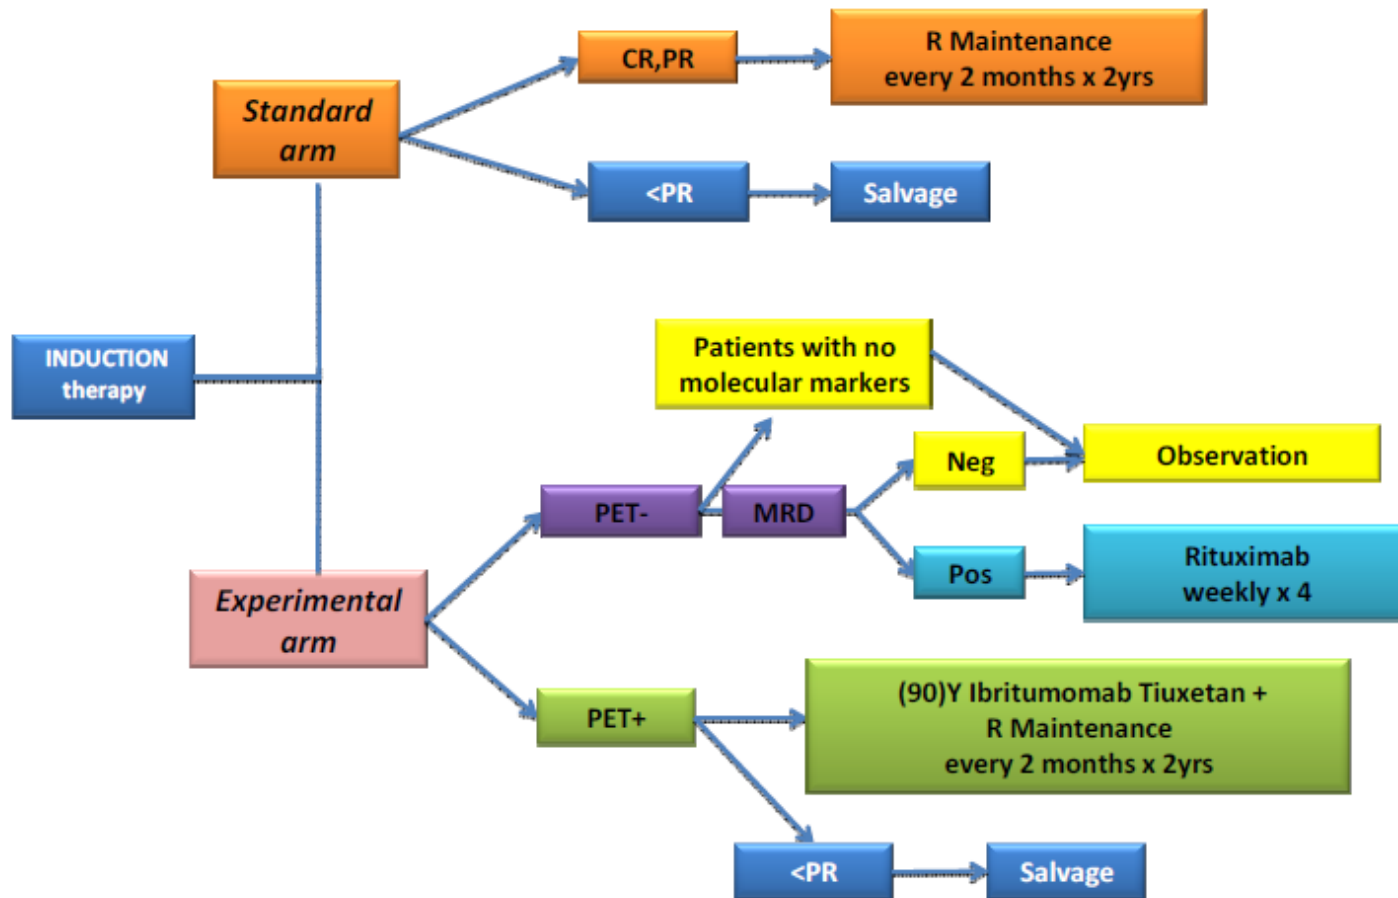 Standard
arm
CR,PR
R Maintenance
every 2 months x 2yrs
<PR
Salvage
INDUCTION
therapy
Patients with no
molecular markers
Neg
Observation
PET-
MRD
Pos
Rituximab
weekly x 4
Experimental
arm
PET+
(90)Y Ibritumomab Tiuxetan +
R Maintenance
every 2 months x 2yrs
<PR
Salvage